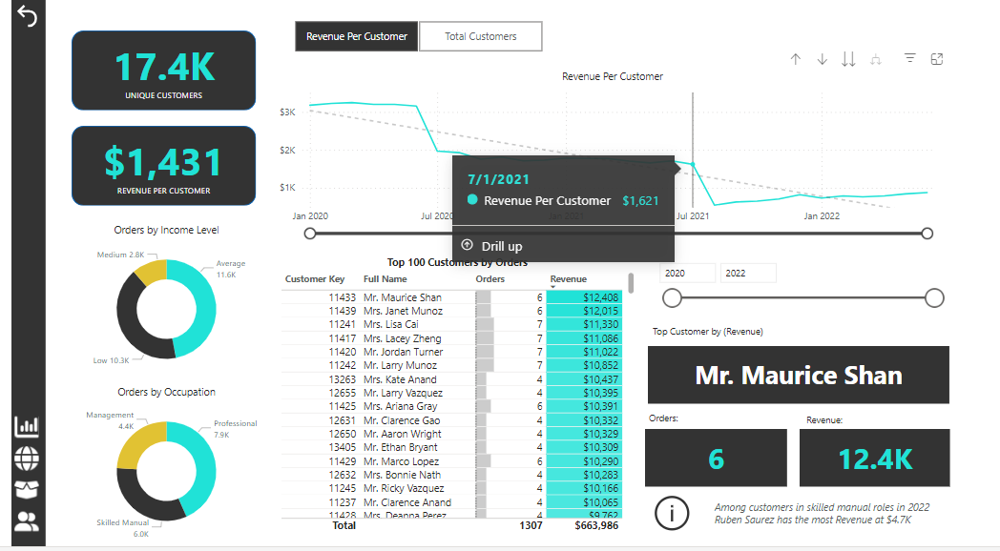 Revenue Per Customer
Total Customers
17.4K
UNIQUE CUSTOMERS
$1,431
REVENUE PER CUSTOMER
Revenue Per Customer
$3K
$2K
$1K
Jan 2020
Jul 2020
Jan 2021
Jul 2021
Jan 2022
7/1/2021
Revenue Per Customer $1,621
Drill up
Orders by Income Level
Medium 2.8K
Average
11.6K
Low 10.3K
Orders by Occupation
Management
4.4K
Professional
7.9K
Skilled Manual
6.0K
Top 100 Customers by Orders
Customer Key Full Name Orders Revenue
11433 Mr. Maurice Shan 6 $12,408
11439 Mrs. Janet Munoz 6 $12,015
11241 Mrs. Lisa Cai 7 $11,330
11417 Mrs. Lacey Zheng 7 $11,086
11420 Mr. Jordan Turner 7 $11,022
11242 Mr. Larry Munoz 7 $10,852
13263 Mrs. Kate Anand 4 $10,437
12655 Mr. Larry Vazquez 4 $10,395
11425 Mrs. Ariana Gray 6 $10,391
12631 Mr. Clarence Gao 4 $10,332
12650 Mr. Aaron Wright 4 $10,329
13405 Mr. Ethan Bryant 4 $10,309
11429 Mr. Marco Lopez 6 $10,290
12632 Mrs. Bonnie Nath 4 $10,283
11245 Mr. Ricky Vazquez 4 $10,166
11237 Mr. Clarence Anand 4 $10,065
11428 Mrs. Deanna Perez 4 $9,762
Total 1307 $663,986
2020
2022
Top Customer by (Revenue)
Mr. Maurice Shan
Orders:
Revenue:
6
12.4K
Among customers in skilled manual roles in 2022
Ruben Saurez has the most Revenue at $4.7K